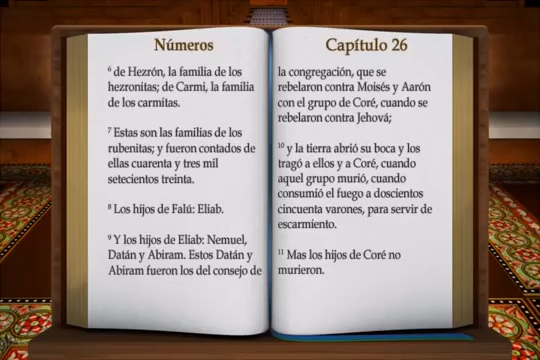 Números
⁶ de Hezrón, la familia de los
hezronitas; de Carmi, la familia
de los carmitas.
⁷ Estas son las familias de los
rubenitas; y fueron contados de
ellas cuarenta y tres mil
setecientos treinta.
⁸ Los hijos de Falú: Eliab.
⁹ Y los hijos de Eliab: Nemuel,
Datán y Abiram. Estos Datán y
Abiram fueron los del consejo de
Capítulo 26
la congregación, que se
rebelaron contra Moisés y Aarón
con el grupo de Coré, cuando se
rebelaron contra Jehová;
¹⁰ y la tierra abrió su boca y los
tragó a ellos y a Coré, cuando
aquel grupo murió, cuando
consumió el fuego a doscientos
cincuenta varones, para servir de
escarmiento.
¹¹ Mas los hijos de Coré no
murieron.